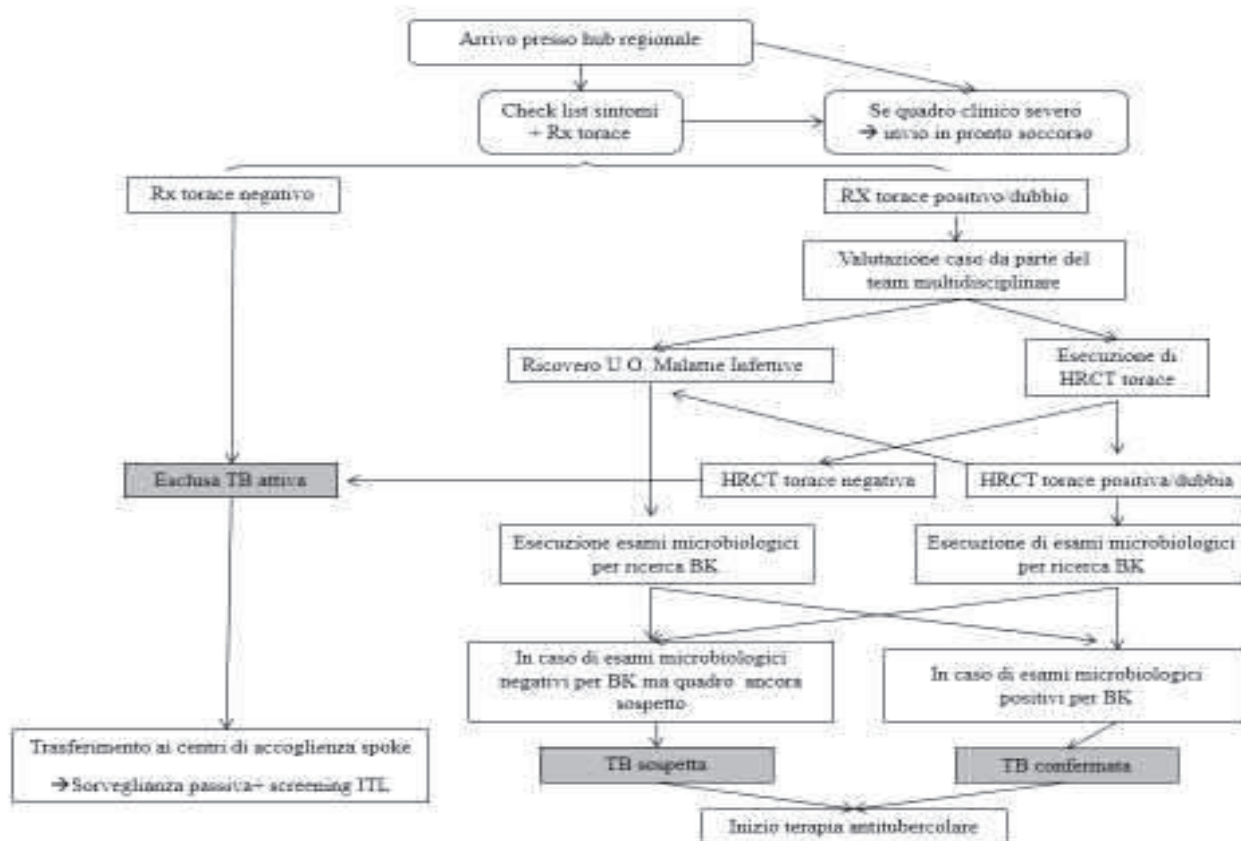 Arrivo presso hub regionale
Check list sintomi
+ Rx torace
Se quadro clinico severo
→ invio in pronto soccorso
Rx torace negativo
RX torace positivo/dubbio
Valutazione caso da parte del
team multidisciplinare
Ricovero U.O. Malattie Infettive
Esecuzione di
HRCT torace
Esclusa TB attiva
HRCT torace negativa
HRCT torace positiva/dubbia
Esecuzione esami microbiologici
per ricerca BK
Esecuzione di esami microbiologici
per ricerca BK
In caso di esami microbiologici
negativi per BK ma quadro ancora
sospetto
In caso di esami microbiologici
positivi per BK
Trasferimento ai centri di accoglienza spoke
→ Sorveglianza passiva+ screening ITL
TB sospetta
TB confermata
Inizio terapia antitubercolare